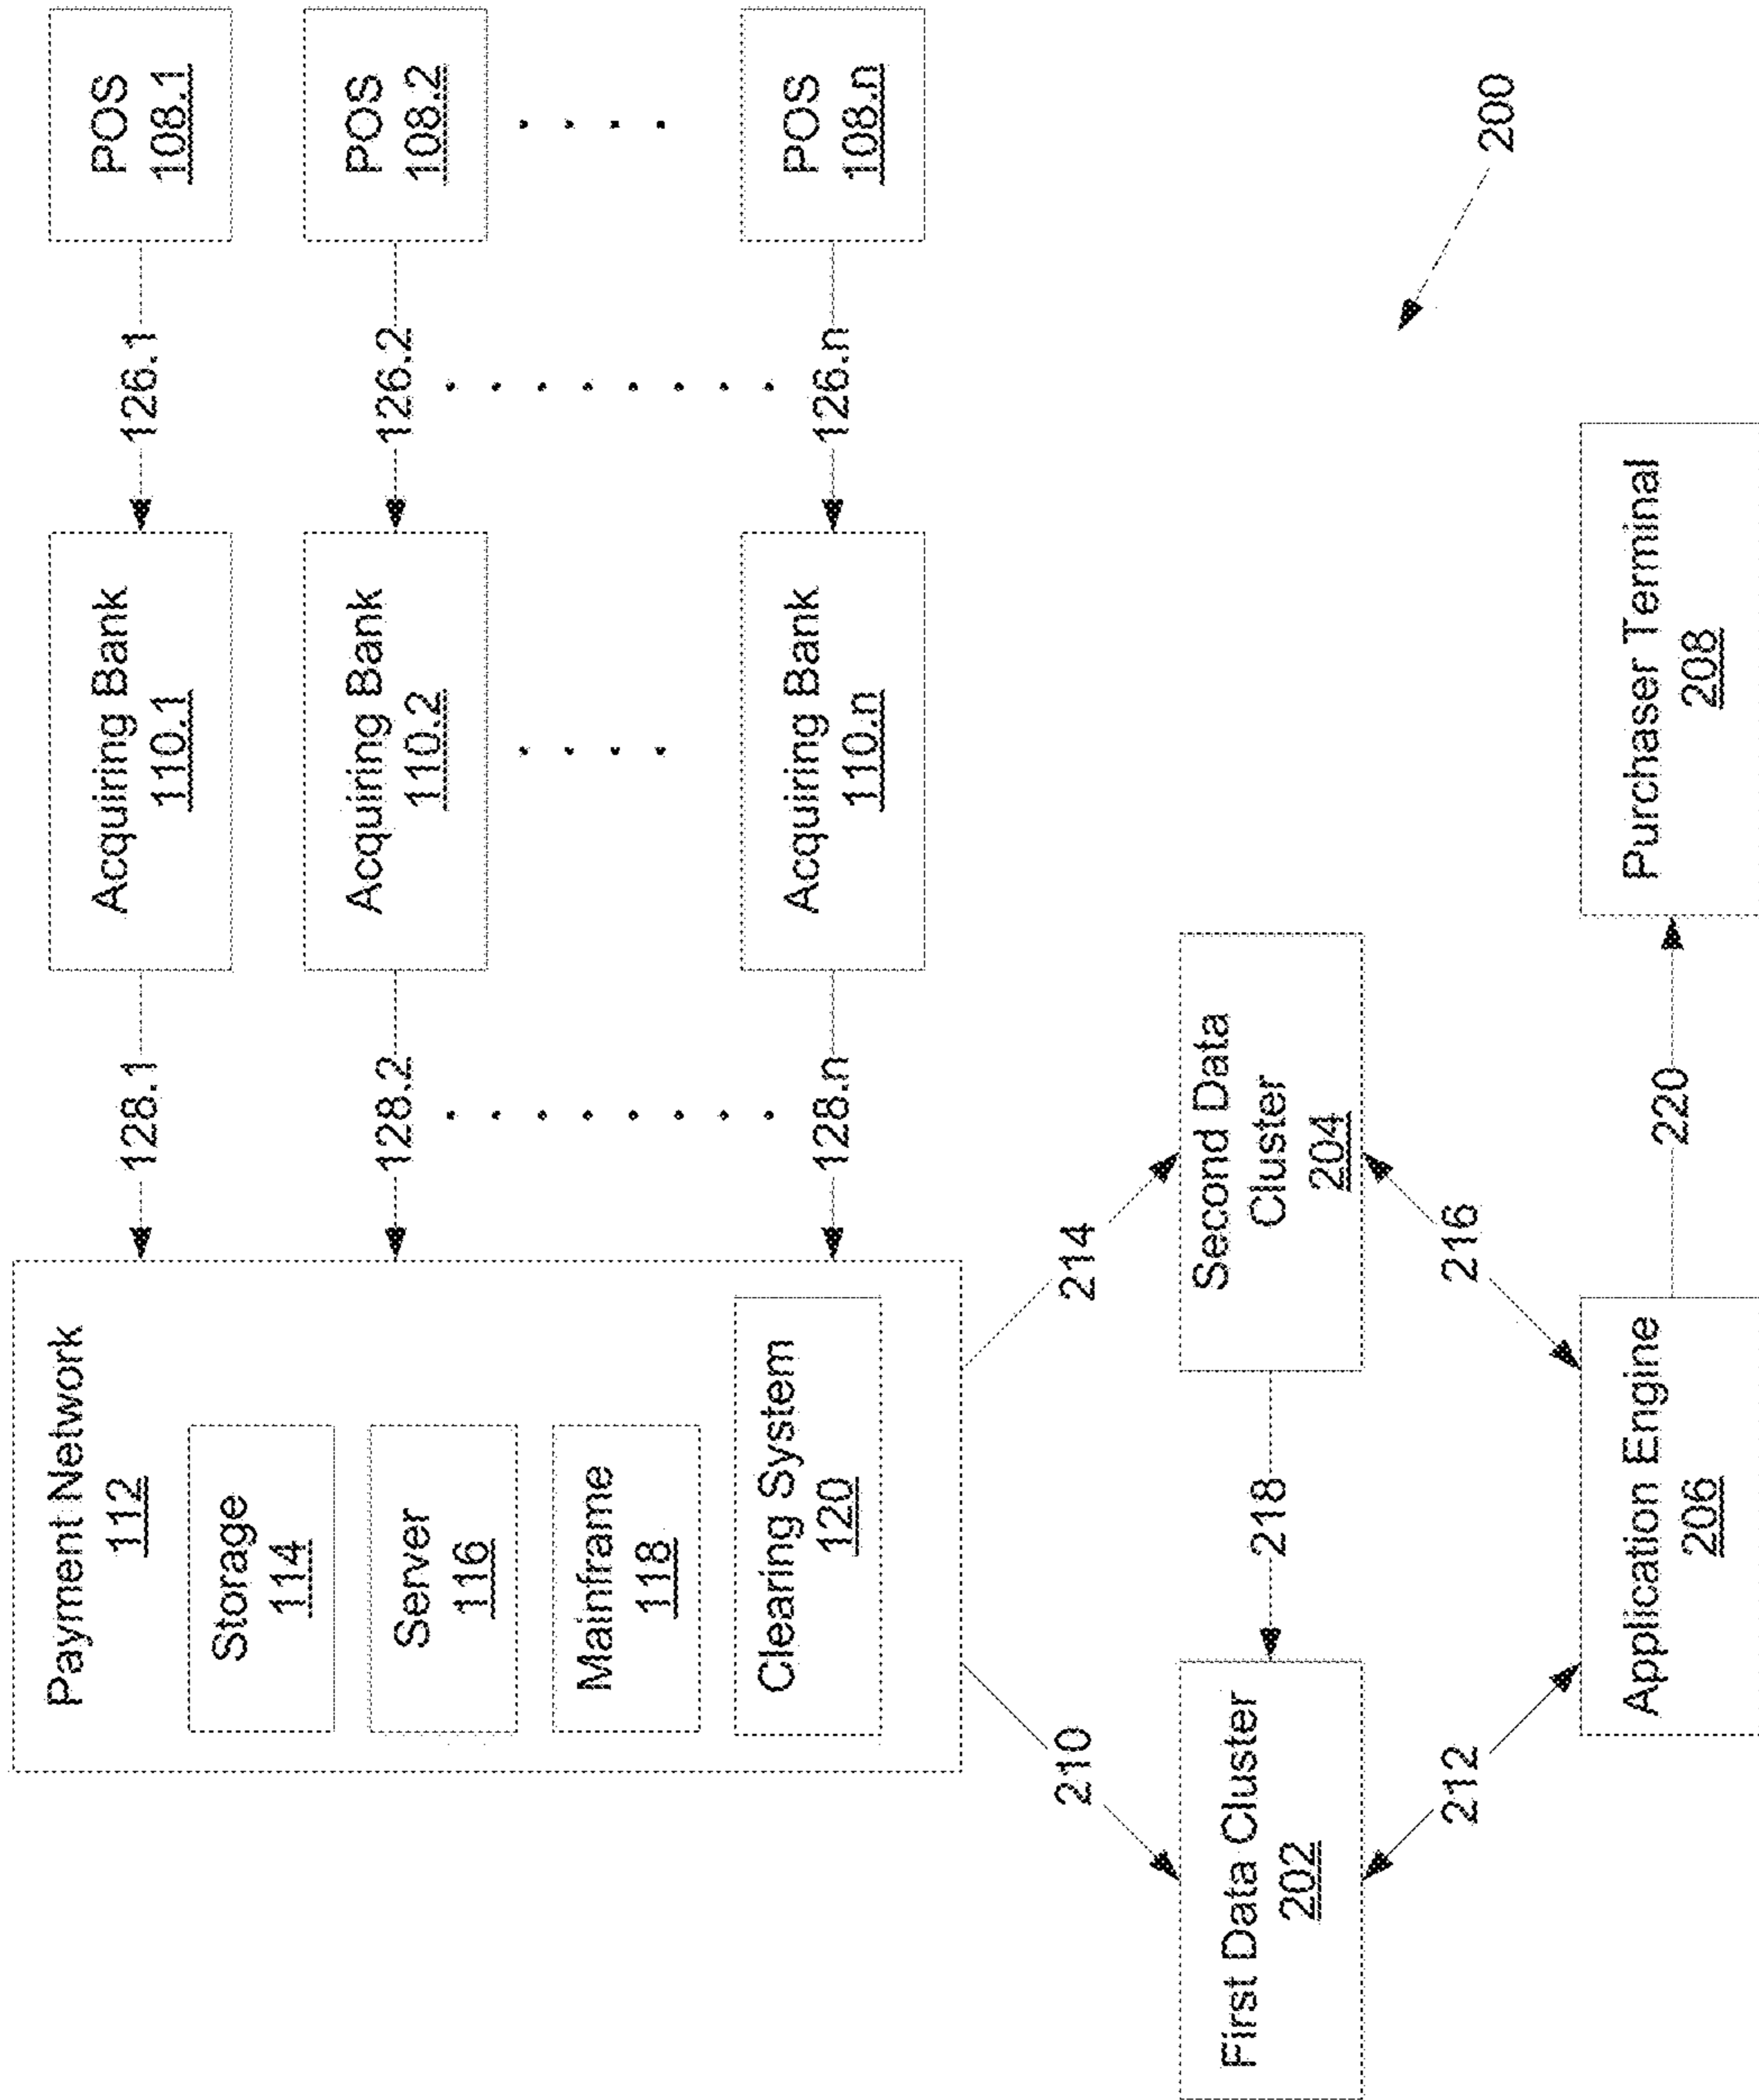 Payment Network
112
Storage
114
Server
116
Mainframe
118
Clearing System
120
128.1
128.2
128.n
Acquiring Bank
110.1
Acquiring Bank
110.2
Acquiring Bank
110.n
126.1
126.2
126.n
POS
108.1
POS
108.2
POS
108.n
210
214
First Data Cluster
202
218
Second Data
Cluster
204
212
216
200
Application Engine
206
220
Purchaser Terminal
208